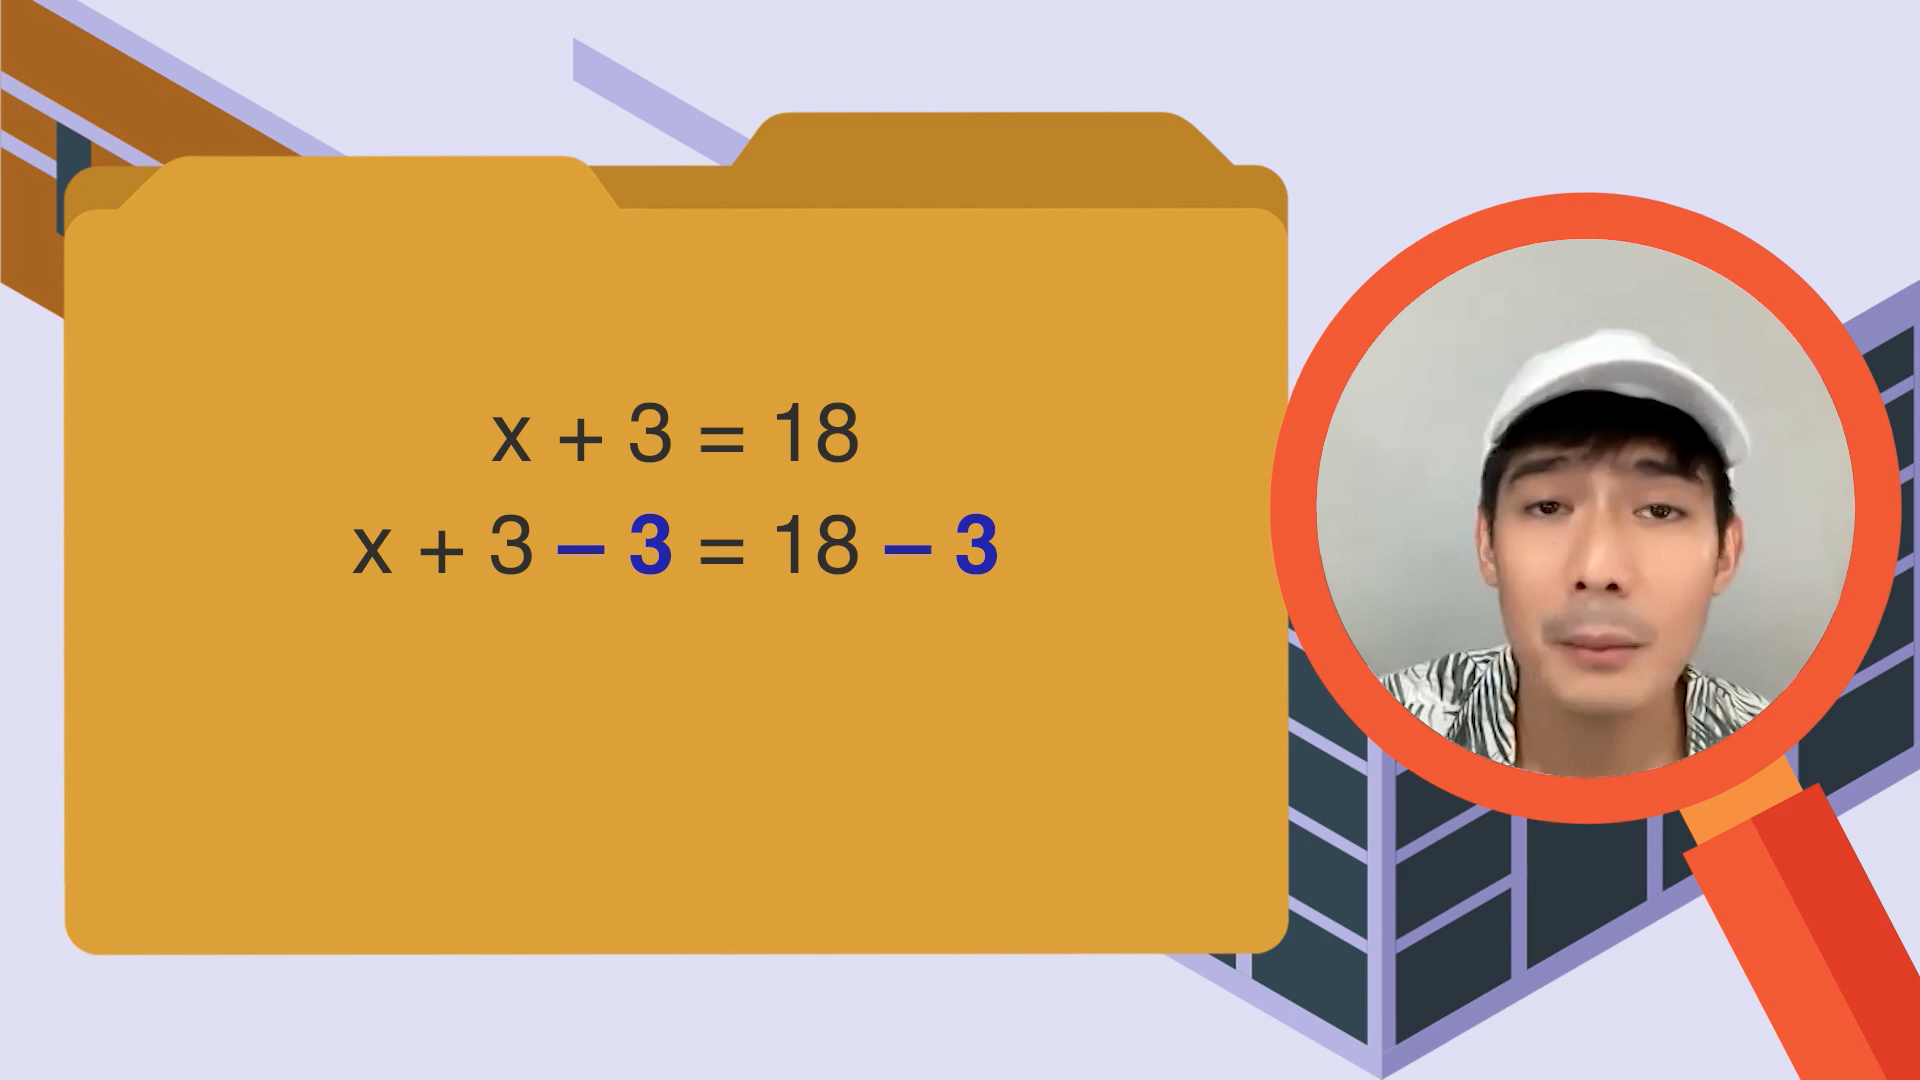 x + 3 = 18
x + 3 – 3 = 18 – 3